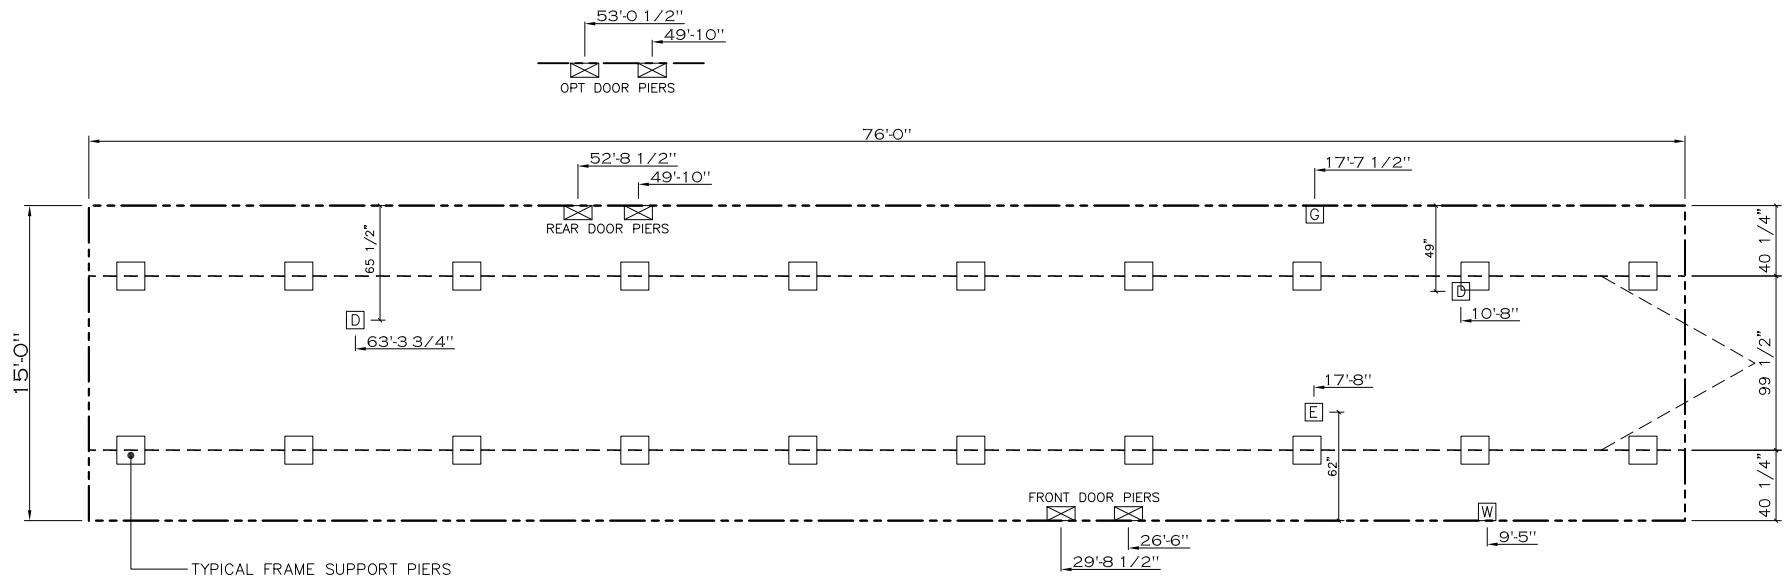 53'-0 1/2"
49'-10"
OPT DOOR PIERS
76'-0"
52'-8 1/2"
49'-10"
17'-7 1/2"
REAR DOOR PIERS
G
65 1/2"
49"
40 1/4"
D
D
63'-3 3/4"
10'-8"
15'-0"
99 1/2"
17'-8"
E
62"
FRONT DOOR PIERS
W
40 1/4"
26'-6"
9'-5"
29'-8 1/2"
TYPICAL FRAME SUPPORT PIERS